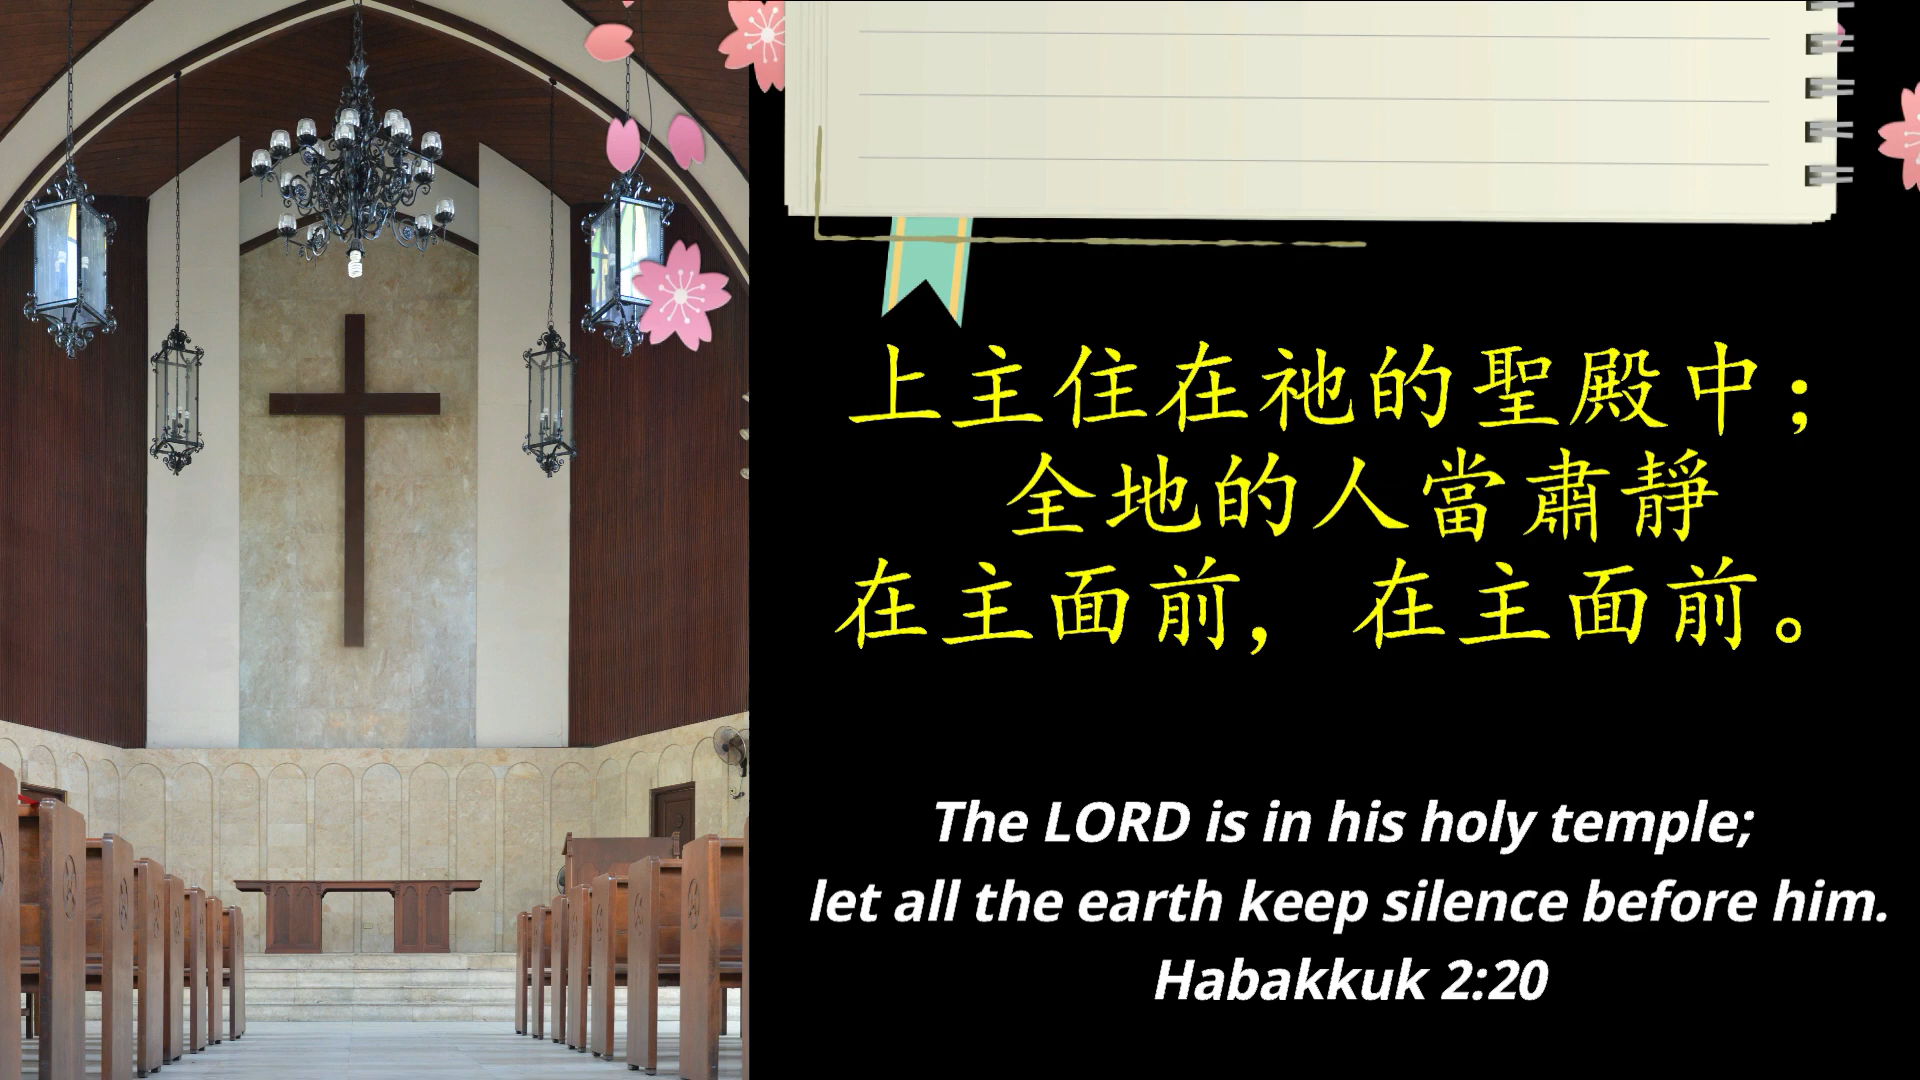 上主住在祂的聖殿中；
全地的人當肅靜
在主面前，在主面前。
The LORD is in his holy temple;
let all the earth keep silence before him.
Habakkuk 2:20